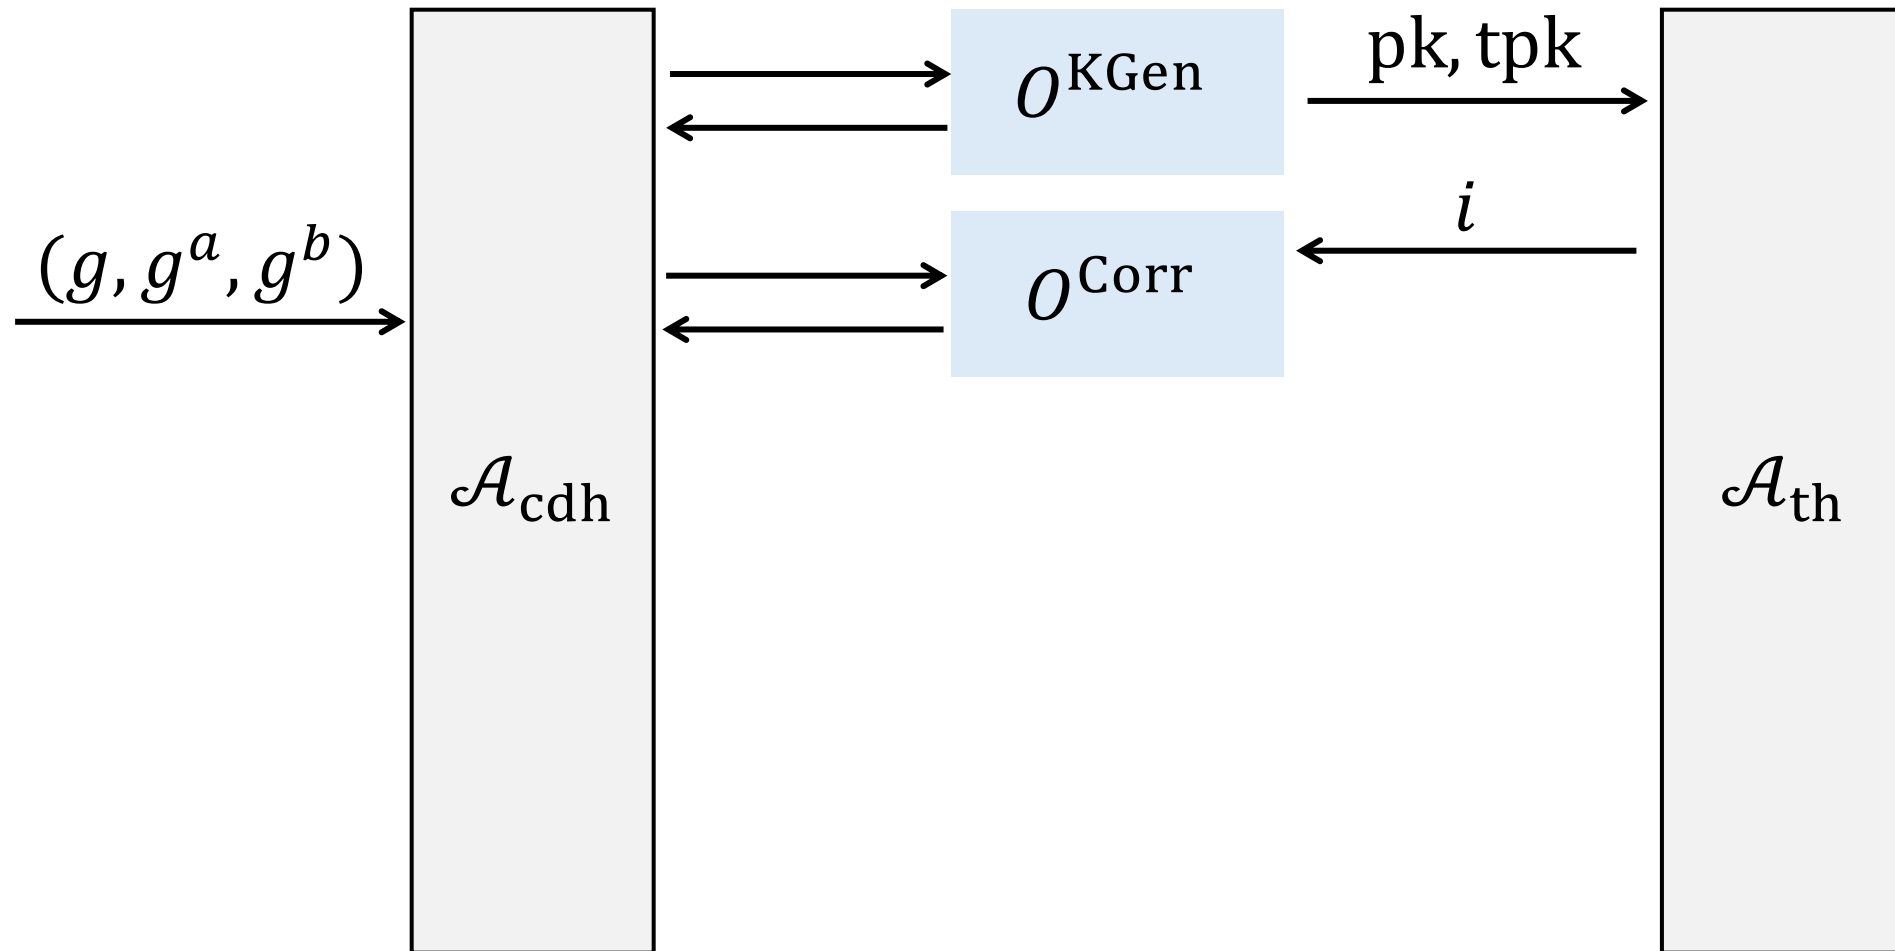 (g, g^a, g^b)
𝒜_cdh
O^KGen
O^Corr
pk, tpk
i
𝒜_th